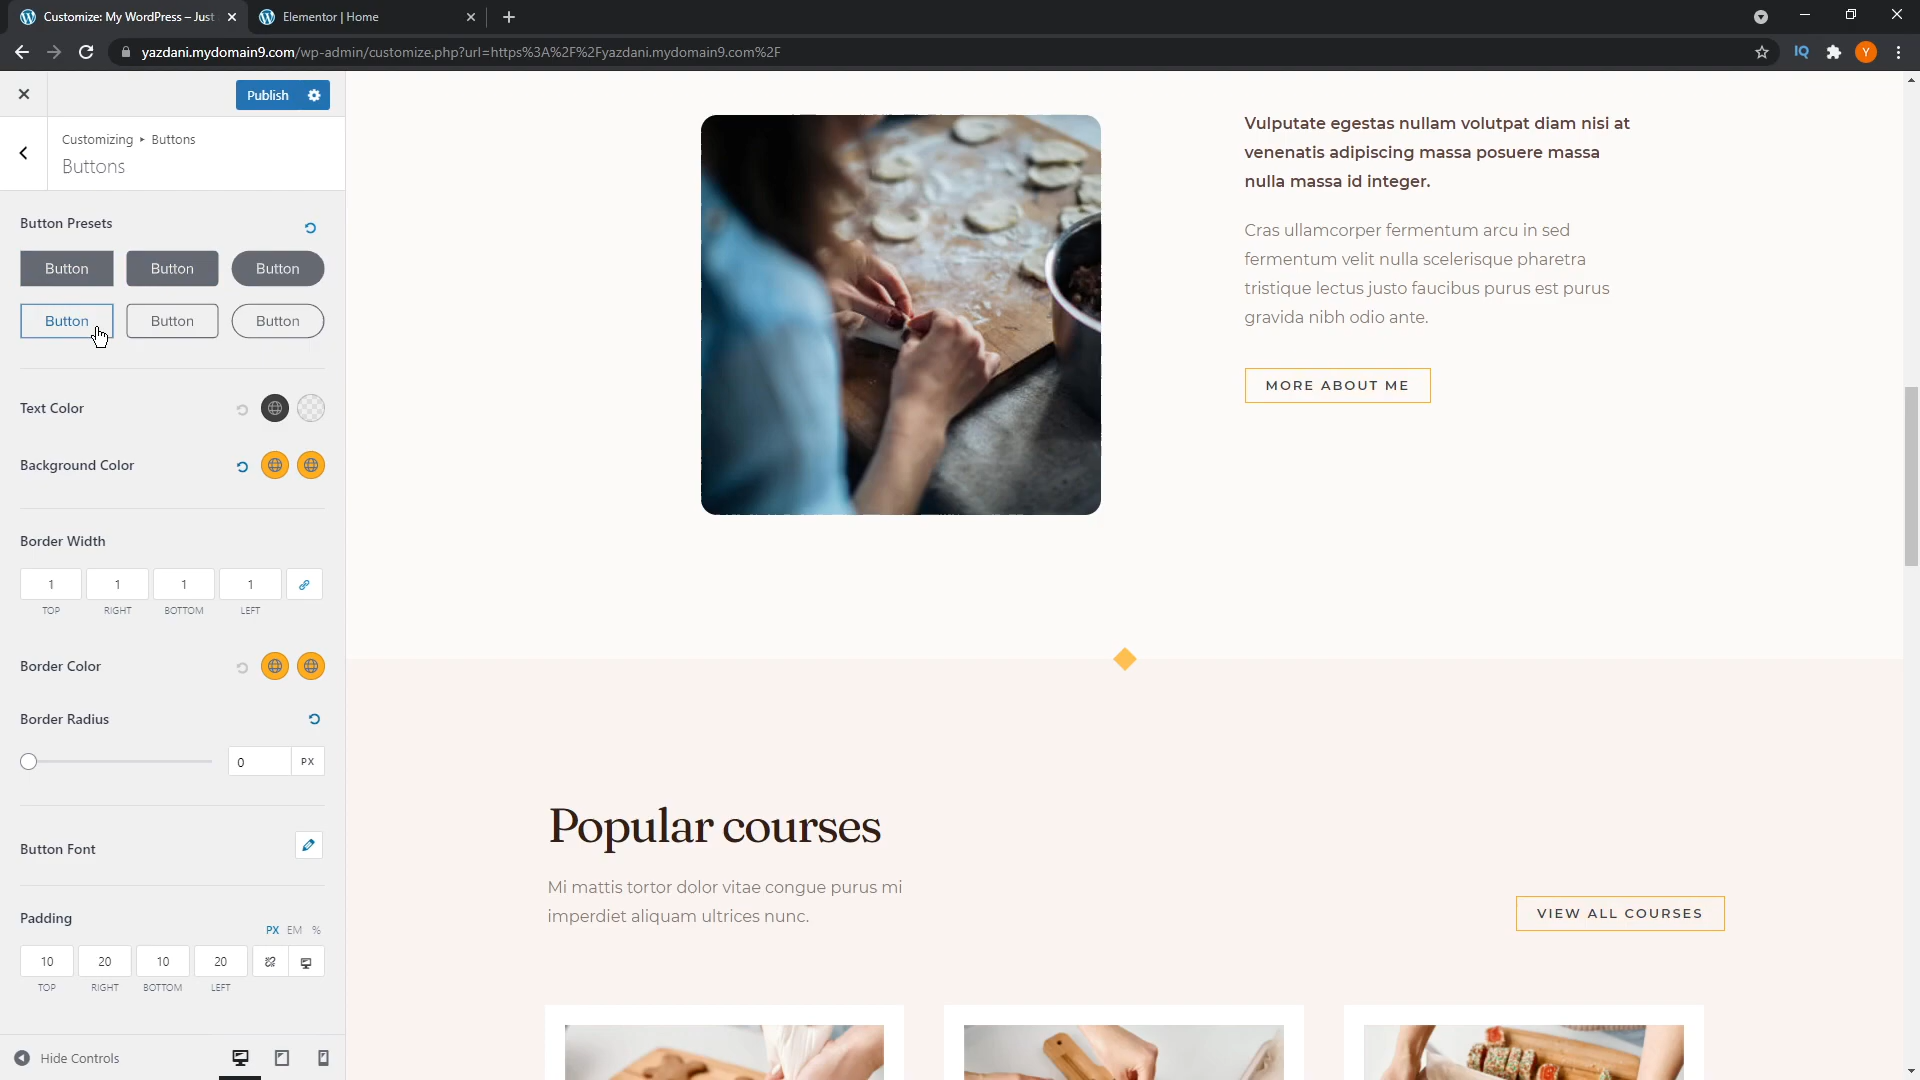 Customize: My WordPress – Just
Elementor | Home
yazdani.mydomain9.com/wp-admin/customize.php?url=https%3A%2F%2Fyazdani.mydomain9.com%2F
IQ
Y
Publish
Customizing ▸ Buttons
Buttons
Button Presets
Button Button Button
Button Button Button
Text Color
Background Color
Border Width
1 1 1 1
TOP RIGHT BOTTOM LEFT
Border Color
Border Radius
0 PX
Button Font
Padding
PX EM %
10 20 10 20
TOP RIGHT BOTTOM LEFT
Hide Controls
Vulputate egestas nullam volutpat diam nisi at
venenatis adipiscing massa posuere massa
nulla massa id integer.
Cras ullamcorper fermentum arcu in sed
fermentum velit nulla scelerisque pharetra
tristique lectus justo faucibus purus est purus
gravida nibh odio ante.
MORE ABOUT ME
Popular courses
Mi mattis tortor dolor vitae congue purus mi
imperdiet aliquam ultrices nunc.
VIEW ALL COURSES